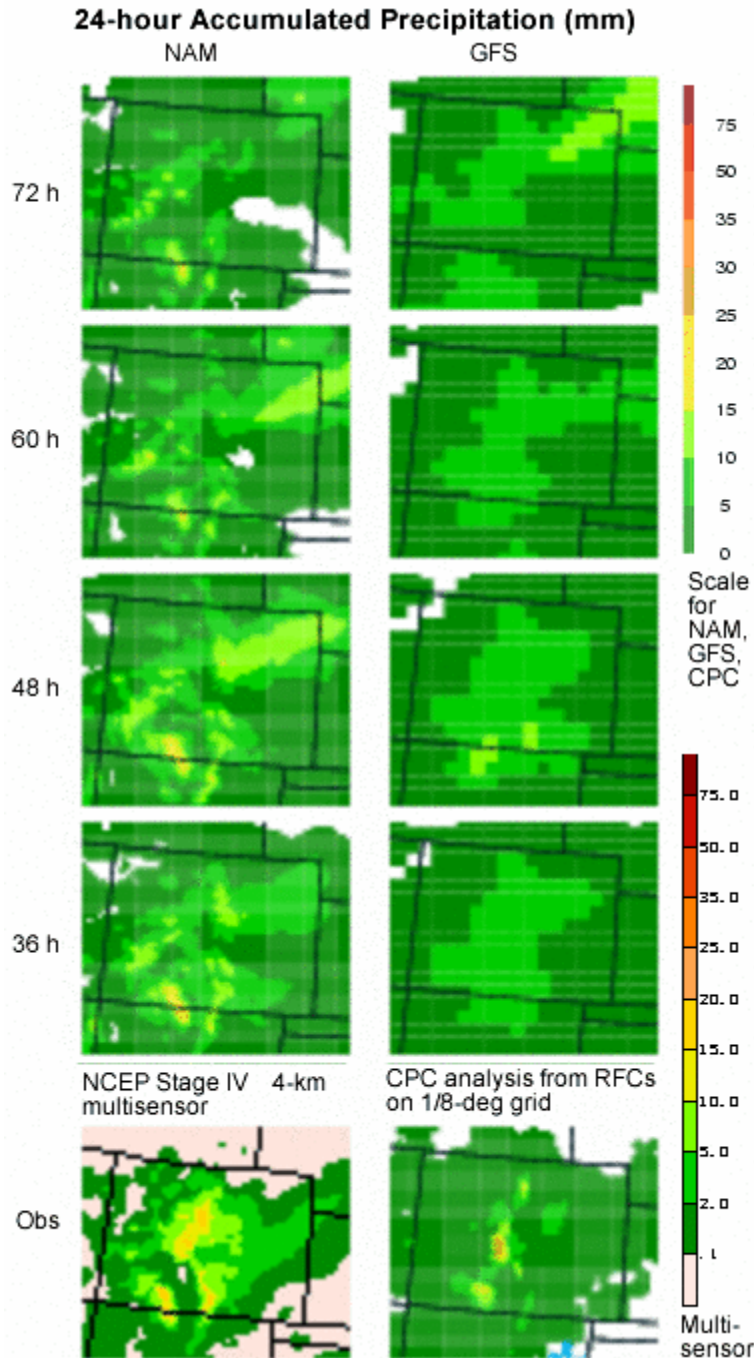 24-hour Accumulated Precipitation (mm)
NAM
GFS
72 h
75
50
35
30
25
20
15
10
5
0
60 h
Scale
for
NAM,
GFS,
CPC
48 h
36 h
NCEP Stage IV 4-km
multisensor
CPC analysis from RFCs
on 1/8-deg grid
Obs
75.0
50.0
35.0
25.0
20.0
15.0
10.0
5.0
2.0
.1
Multi-
sensor